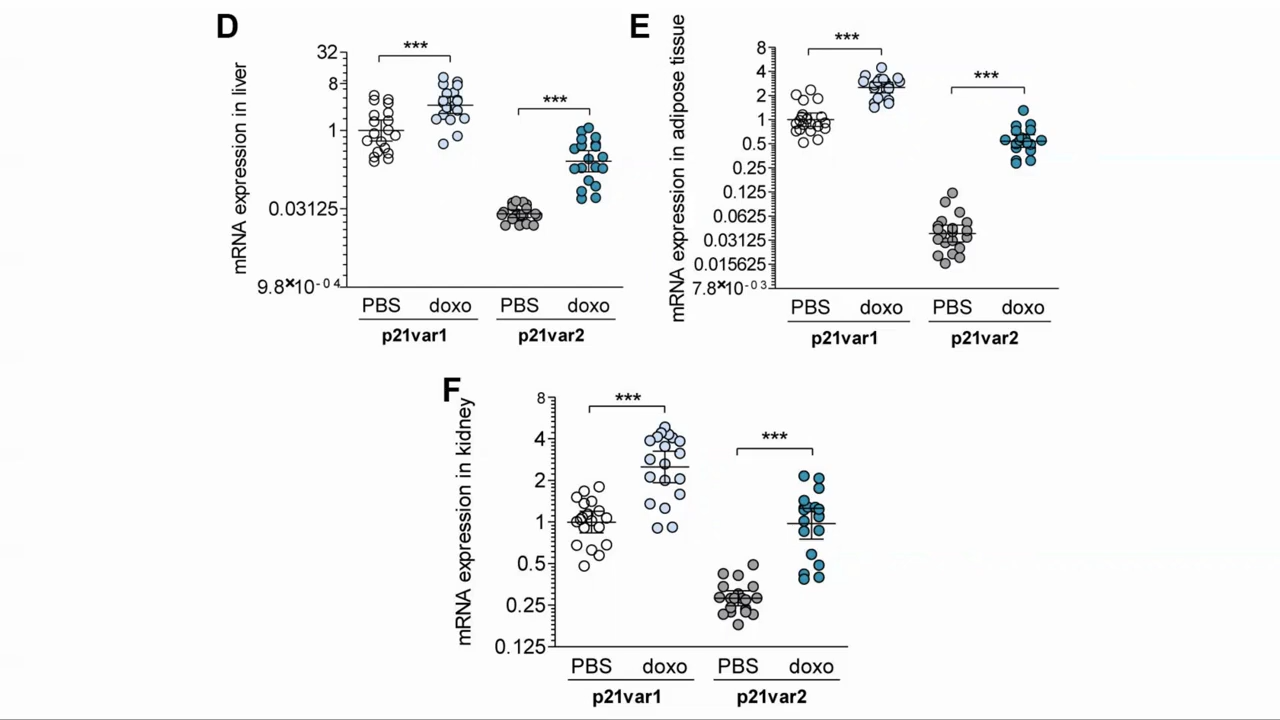 D
mRNA expression in liver
32
8
1
0.03125
9.8×10⁻⁰⁴
***
***
PBS doxo PBS doxo
p21var1 p21var2
E
mRNA expression in adipose tissue
8
4
2
1
0.5
0.25
0.125
0.0625
0.03125
0.015625
7.8×10⁻⁰³
***
***
PBS doxo PBS doxo
p21var1 p21var2
F
mRNA expression in kidney
8
4
2
1
0.5
0.25
0.125
***
***
PBS doxo PBS doxo
p21var1 p21var2